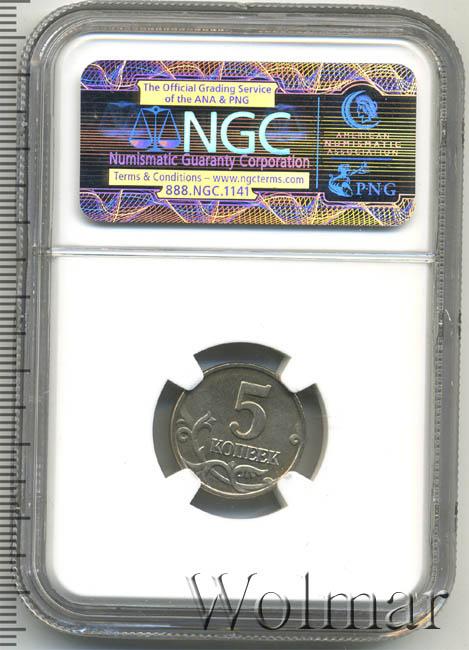 The Official Grading Service
of the ANA & PNG
NGC
Numismatic Guaranty Corporation
Terms & Conditions – www.ngcterms.com
888.NGC.1141
AMERICAN
NUMISMATIC
ASSOCIATION
PNG
5
КОПЕЕК
Wolmar